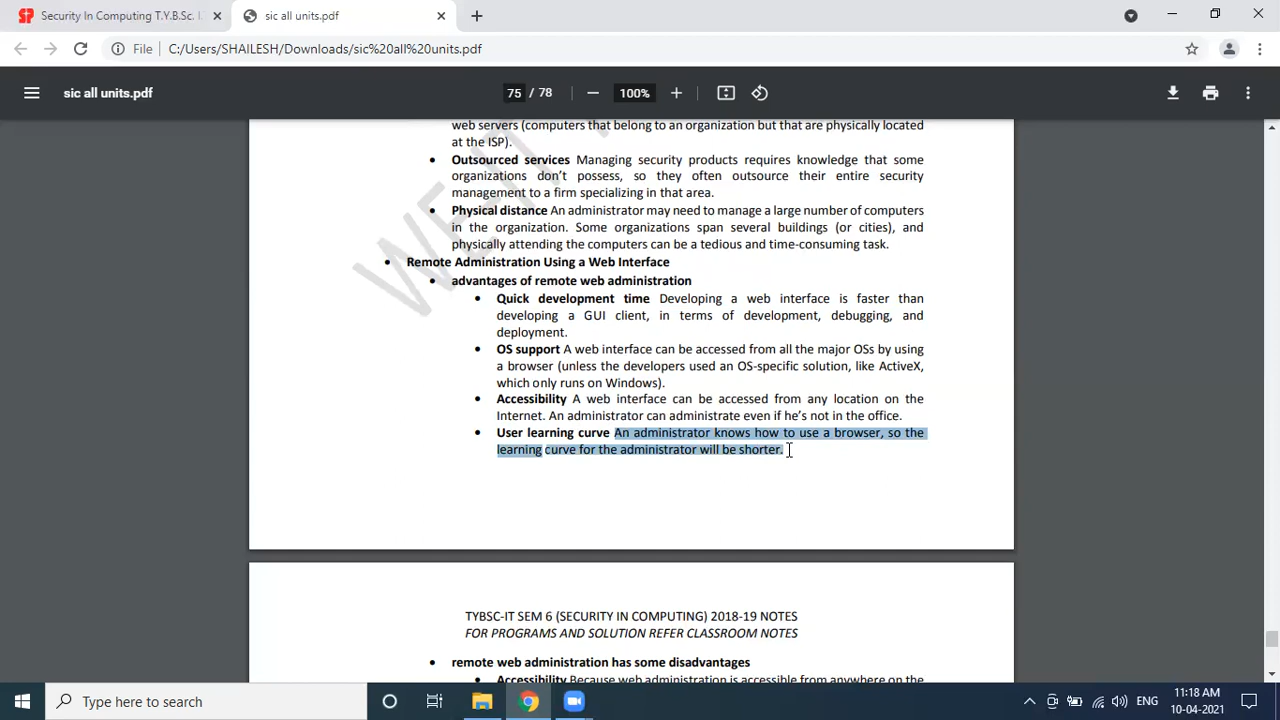 Security In Computing T.Y.B.Sc. I
sic all units.pdf
File C:/Users/SHAILESH/Downloads/sic%20all%20units.pdf
sic all units.pdf
75 / 78
100%
web servers (computers that belong to an organization but that are physically located
at the ISP).
• Outsourced services Managing security products requires knowledge that some
organizations don't possess, so they often outsource their entire security
management to a firm specializing in that area.
• Physical distance An administrator may need to manage a large number of computers
in the organization. Some organizations span several buildings (or cities), and
physically attending the computers can be a tedious and time-consuming task.
• Remote Administration Using a Web Interface
• advantages of remote web administration
• Quick development time Developing a web interface is faster than
developing a GUI client, in terms of development, debugging, and
deployment.
• OS support A web interface can be accessed from all the major OSs by using
a browser (unless the developers used an OS-specific solution, like ActiveX,
which only runs on Windows).
• Accessibility A web interface can be accessed from any location on the
Internet. An administrator can administrate even if he's not in the office.
• User learning curve An administrator knows how to use a browser, so the
learning curve for the administrator will be shorter.
TYBSC-IT SEM 6 (SECURITY IN COMPUTING) 2018-19 NOTES
FOR PROGRAMS AND SOLUTION REFER CLASSROOM NOTES
• remote web administration has some disadvantages
Accessibility Because web administration is accessible from anywhere on the
Type here to search
ENG
11:18 AM
10-04-2021